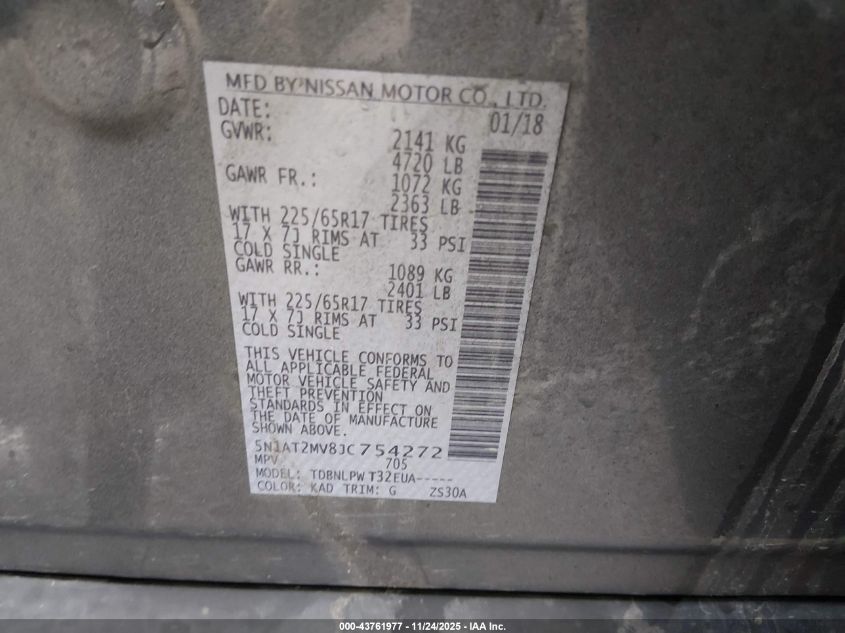 MFD BY NISSAN MOTOR CO., LTD.
DATE: 01/18
GVWR: 2141 KG
4720 LB
GAWR FR.: 1072 KG
2363 LB
WITH 225/65R17 TIRES
17 X 7J RIMS AT 33 PSI
COLD SINGLE
GAWR RR.: 1089 KG
2401 LB
WITH 225/65R17 TIRES
17 X 7J RIMS AT 33 PSI
COLD SINGLE
THIS VEHICLE CONFORMS TO
ALL APPLICABLE FEDERAL
MOTOR VEHICLE SAFETY AND
THEFT PREVENTION
STANDARDS IN EFFECT ON
THE DATE OF MANUFACTURE
SHOWN ABOVE.
5N1AT2MV8JC754272
MPV 705
MODEL: TDBNLPW T32EUA-----
COLOR: KAD TRIM: G ZS30A
000-43761977 - 11/24/2025 - IAA Inc.